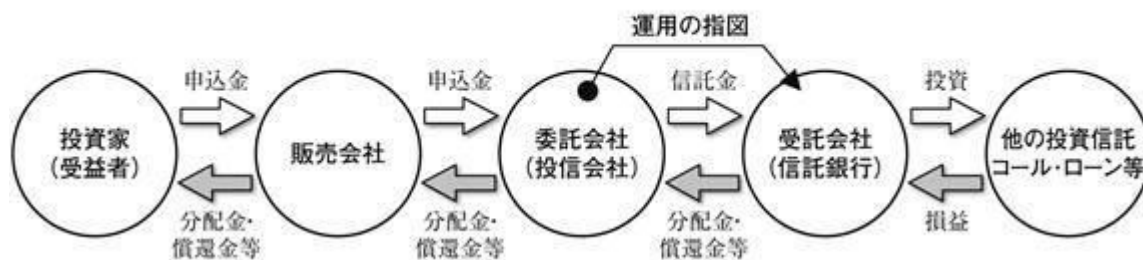 運用の指図
申込金
申込金
信託金
投資
投資家
(受益者)
販売会社
委託会社
(投信会社)
受託会社
(信託銀行)
他の投資信託
コール・ローン等
分配金・
償還金等
分配金・
償還金等
分配金・
償還金等
損益